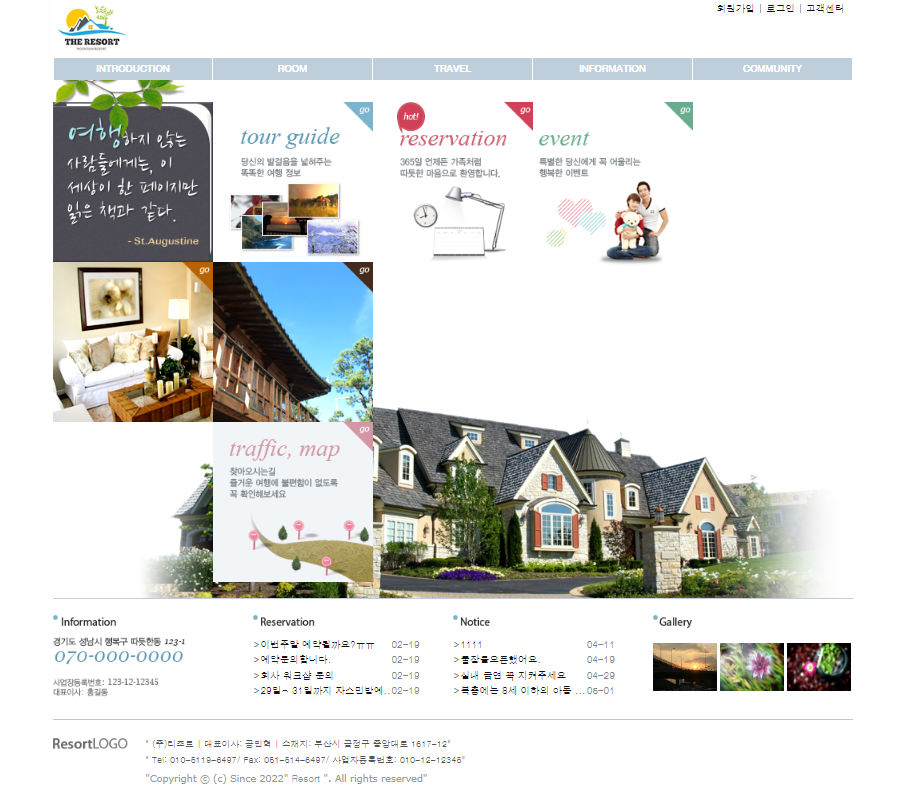 회원가입 | 로그인 | 고객센터
THE RESORT
INTRODUCTION ROOM TRAVEL INFORMATION COMMUNITY
여행하지 않는
사람들에게는, 이
세상이 한 페이지만
읽은 책과 같다.
- St.Augustine
go
tour guide
당신의 발걸음을 넓혀주는
똑똑한 여행 정보
hot!
reservation
365일 언제든 가족처럼
따뜻한 마음으로 환영합니다.
go
event
특별한 당신에게 꼭 어울리는
행복한 이벤트
go
go
go
go
traffic, map
찾아오시는길
즐거운 여행에 불편함이 없도록
꼭 확인해보세요
Information
경기도 성남시 행복구 따듯한동 123-1
070-000-0000
사업장등록번호: 123-12-12345
대표이사: 홍길동
Reservation
>이번주말 예약될까요?ㅠㅠ 02-19
>예약문의합니다. 02-19
>회사 워크샵 문의 02-19
>29일~ 31일까지 자스민밭에.. 02-19
Notice
>1111 04-11
>물잠롤오픈했어요. 04-19
>실내 금연 꼭 지켜주세요 04-29
>복층에는 8세 이하의 아동 ... 06-01
Gallery
ResortLOGO
" (주)리조트 | 대표이사: 공민혁 | 소재지: 부산시 금정구 중앙대로 1617-12"
" Tel: 010-5119-6497/ Fax: 051-514-6497/ 사업자등록번호: 010-12-12345"
"Copyright ⓒ (c) Since 2022" Resort ". All rights reserved"